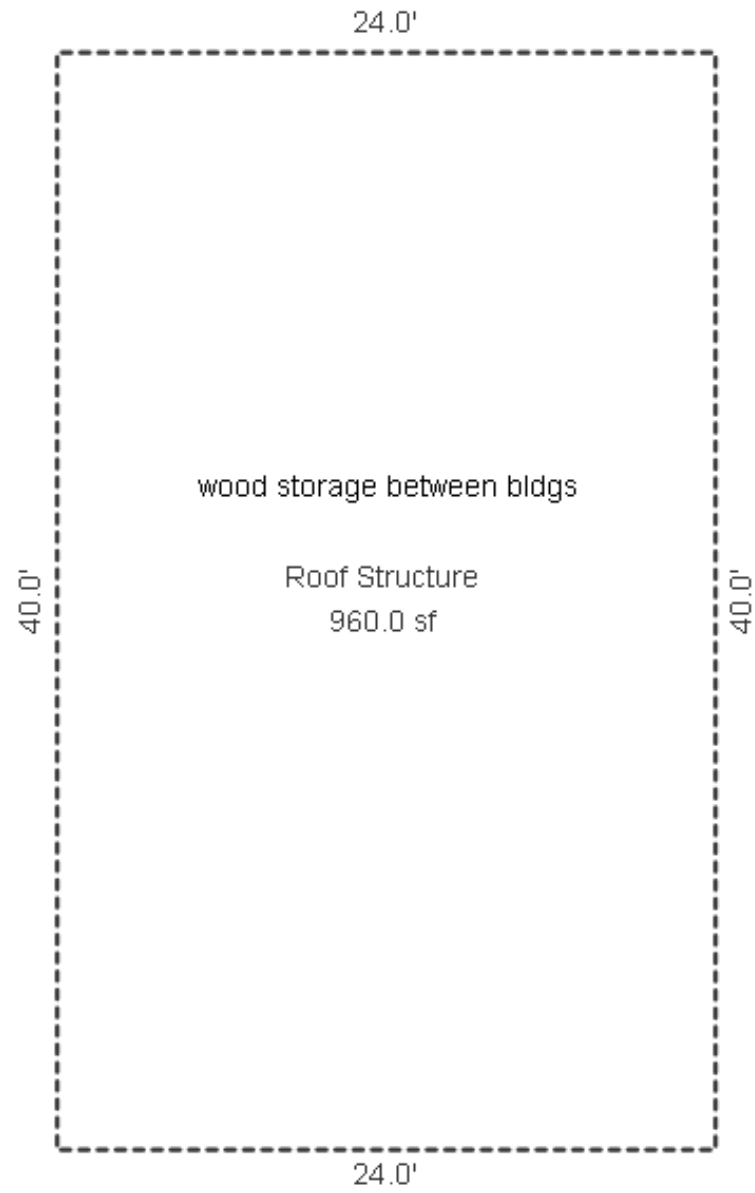 24.0'
wood storage between bldgs
Roof Structure
40.0'
40.0'
960.0 sf
24.0'